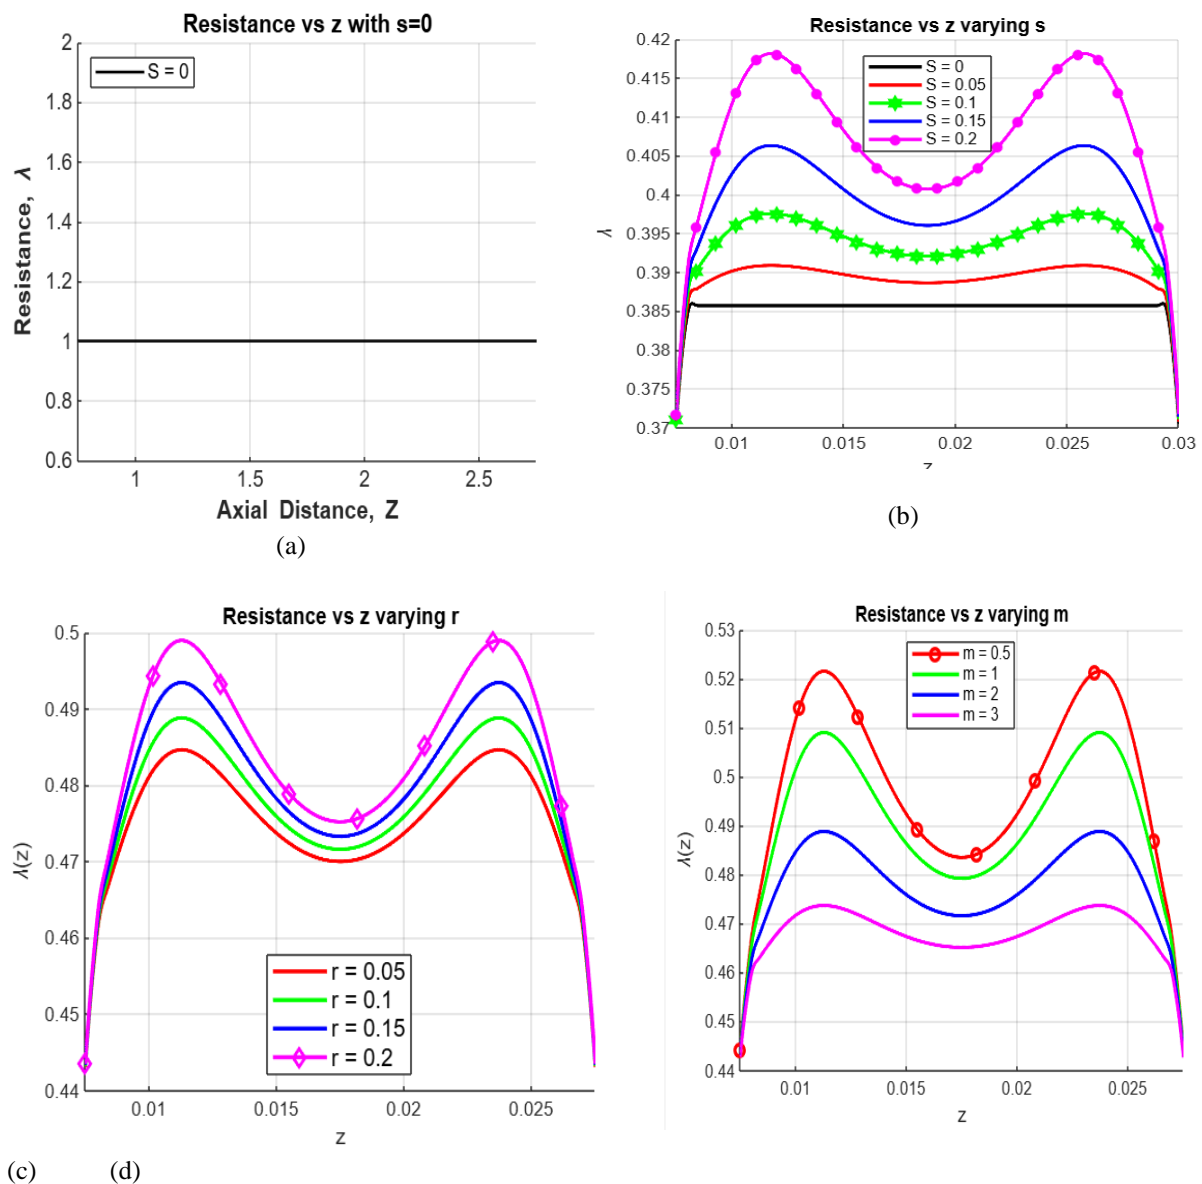 Resistance vs z with s=0
2
1.8
1.6
1.4
1.2
1
0.8
0.6
S = 0
Resistance, λ
1 1.5 2 2.5
Axial Distance, Z
(a)
Resistance vs z varying s
0.42
0.415
0.41
0.405
0.4
0.395
0.39
0.385
0.38
0.375
0.37
S = 0
S = 0.05
S = 0.1
S = 0.15
S = 0.2
λ
0.01 0.015 0.02 0.025 0.03
z
(b)
Resistance vs z varying r
0.5
0.49
0.48
0.47
0.46
0.45
0.44
λ(z)
r = 0.05
r = 0.1
r = 0.15
r = 0.2
0.01 0.015 0.02 0.025
z
Resistance vs z varying m
0.53
0.52
0.51
0.5
0.49
0.48
0.47
0.46
0.45
0.44
λ(z)
m = 0.5
m = 1
m = 2
m = 3
0.01 0.015 0.02 0.025
z
(c) (d)